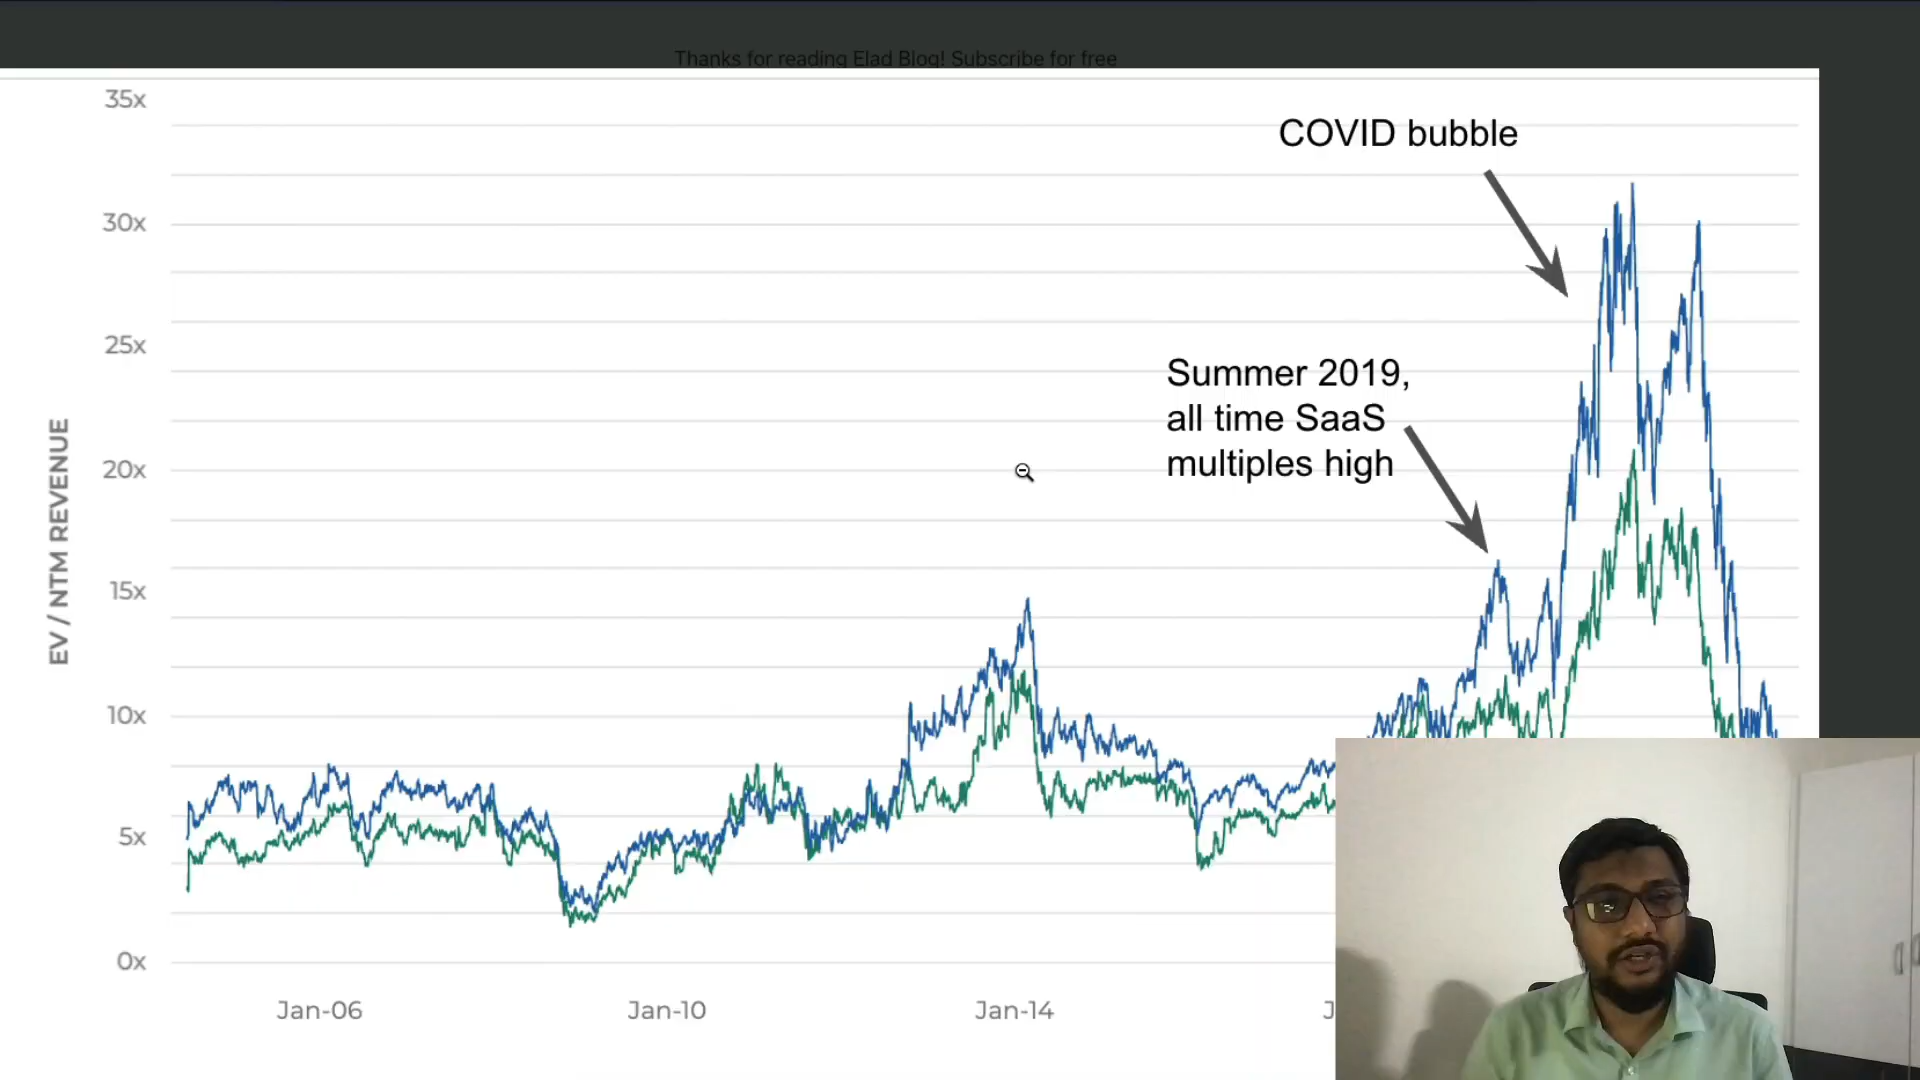 Thanks for reading Elad Blog! Subscribe for free
35x
COVID bubble
30x
25x
Summer 2019,
all time SaaS
multiples high
20x
15x
10x
5x
0x
EV / NTM REVENUE
Jan-06
Jan-10
Jan-14
J